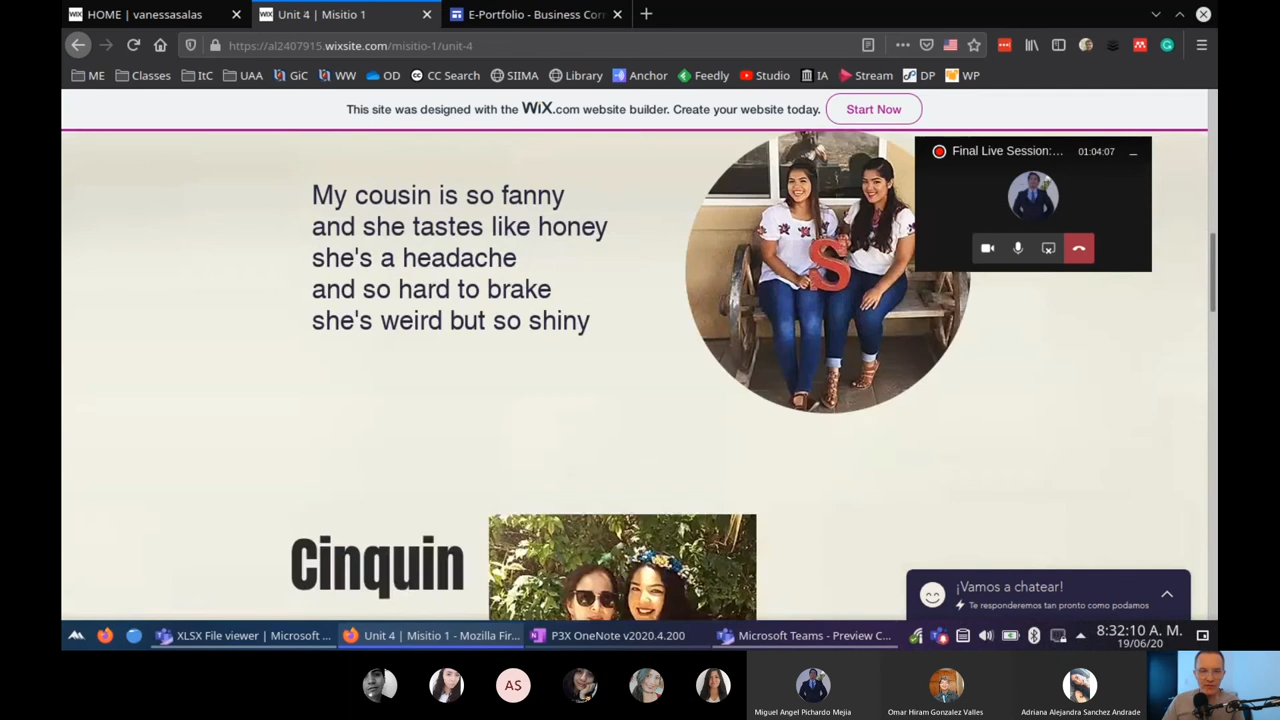 HOME | vanessasalas
Unit 4 | Misitio 1
E-Portfolio - Business Corr
https://al2407915.wixsite.com/misitio-1/unit-4
ME Classes ItC UAA GiC WW OD CC Search SIIMA Library Anchor Feedly Studio IA Stream DP WP
This site was designed with the WiX.com website builder. Create your website today. Start Now
Final Live Session:... 01:04:07
My cousin is so fanny
and she tastes like honey
she's a headache
and so hard to brake
she's weird but so shiny
S
Cinquin
¡Vamos a chatear!
Te responderemos tan pronto como podamos
XLSX File viewer | Microsoft ...
Unit 4 | Misitio 1 - Mozilla Fir...
P3X OneNote v2020.4.200
Microsoft Teams - Preview C...
8:32:10 A. M.
19/06/20
AS
Miguel Angel Pichardo Mejia
Omar Hiram Gonzalez Valles
Adriana Alejandra Sanchez Andrade